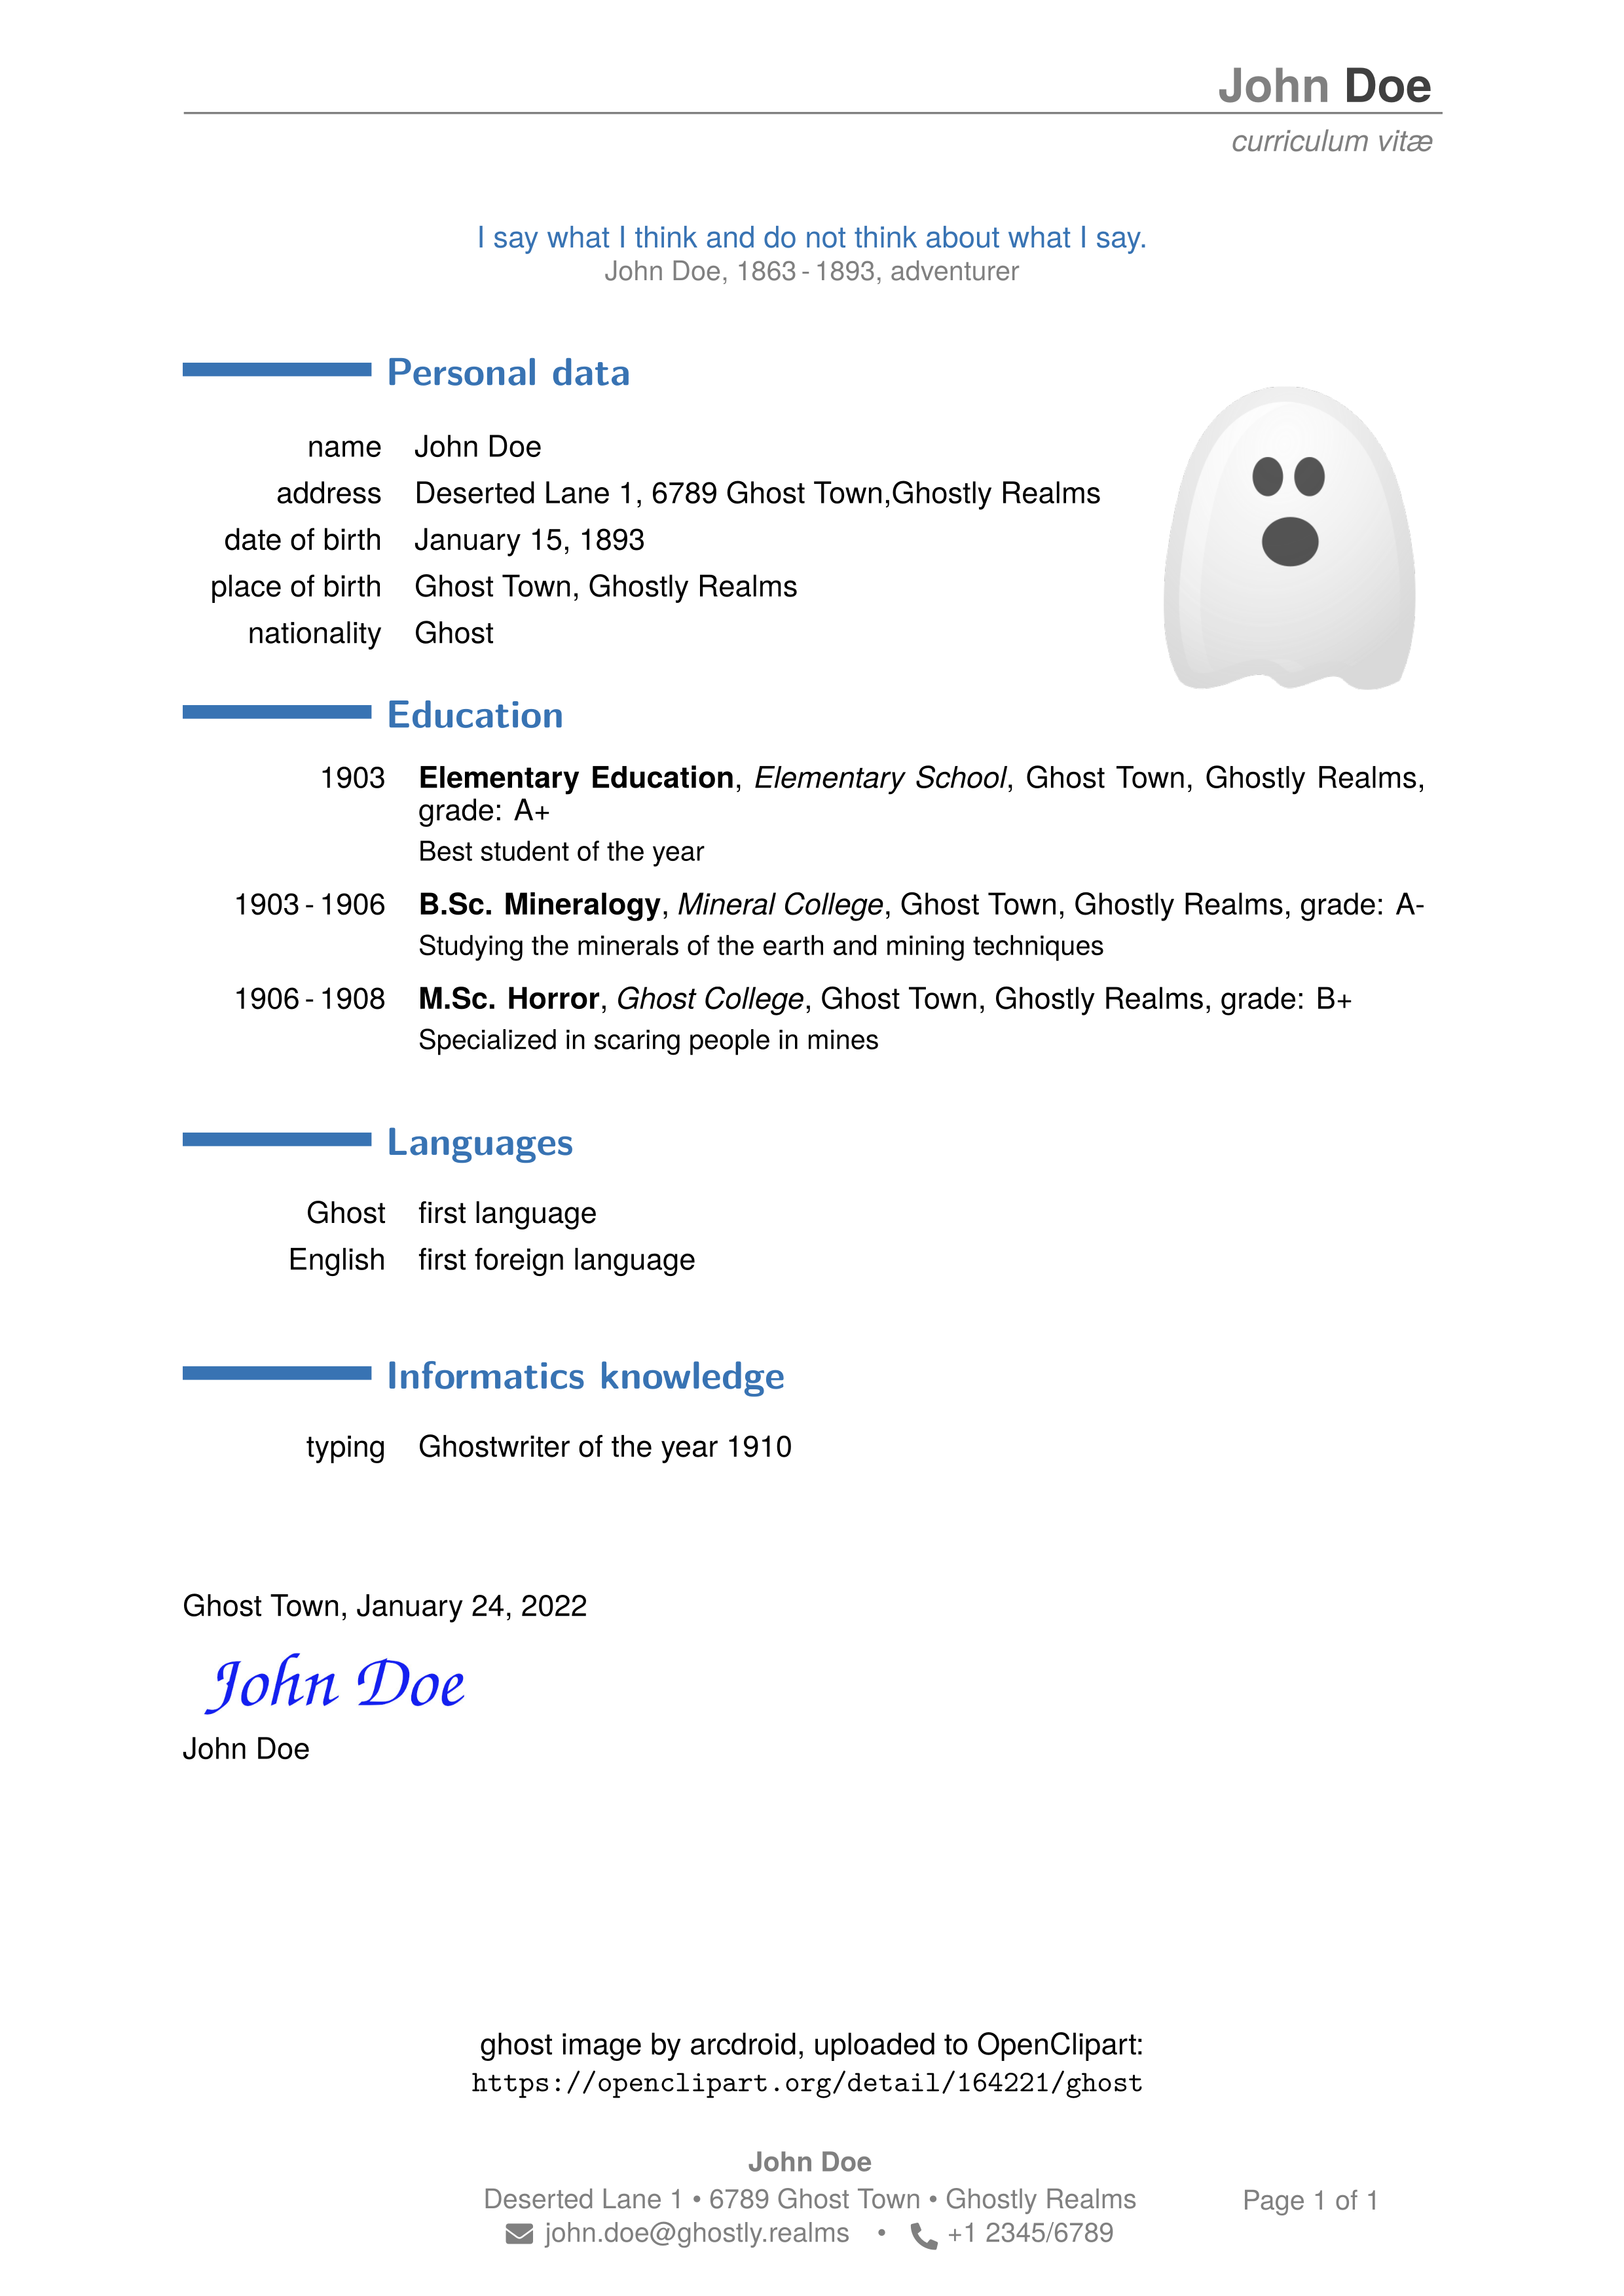 John Doe
curriculum vitæ
I say what I think and do not think about what I say.
John Doe, 1863 - 1893, adventurer
Personal data
name John Doe
address Deserted Lane 1, 6789 Ghost Town,Ghostly Realms
date of birth January 15, 1893
place of birth Ghost Town, Ghostly Realms
nationality Ghost
Education
1903 Elementary Education, Elementary School, Ghost Town, Ghostly Realms,
grade: A+
Best student of the year
1903 - 1906 B.Sc. Mineralogy, Mineral College, Ghost Town, Ghostly Realms, grade: A-
Studying the minerals of the earth and mining techniques
1906 - 1908 M.Sc. Horror, Ghost College, Ghost Town, Ghostly Realms, grade: B+
Specialized in scaring people in mines
Languages
Ghost first language
English first foreign language
Informatics knowledge
typing Ghostwriter of the year 1910
Ghost Town, January 24, 2022
John Doe
John Doe
ghost image by arcdroid, uploaded to OpenClipart:
https://openclipart.org/detail/164221/ghost
John Doe
Deserted Lane 1 • 6789 Ghost Town • Ghostly Realms Page 1 of 1
john.doe@ghostly.realms • +1 2345/6789